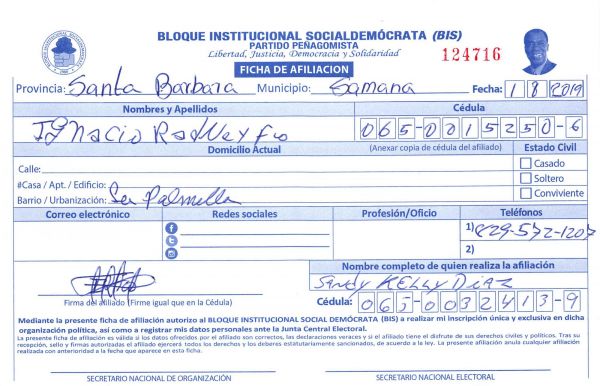 BLOQUE INSTITUCIONAL SOCIALDEMÓCRATA (BIS)
PARTIDO PEÑAGOMISTA
Libertad, Justicia, Democracia y Solidaridad
124716
FICHA DE AFILIACION
Provincia: Santa Barbara Municipio: Samana Fecha: 1 8 2019
Nombres y Apellidos Cédula
Ignacio 065-0015250-6
Domicilio Actual (Anexar copia de cédula del afiliado) Estado Civil
Calle: Casado
#Casa / Apt. / Edificio: Soltero
Barrio / Urbanización: Palmilla Conviviente
Correo electrónico Redes sociales Profesión/Oficio Teléfonos
1) 829-572-1207
2)
Nombre completo de quien realiza la afiliación
Sandy KELLY DIAZ
Firma del afiliado (Firme igual que en la Cédula) Cédula: 065-0032413-9
Mediante la presente ficha de afiliación autorizo al BLOQUE INSTITUCIONAL SOCIAL DEMÓCRATA (BIS) a realizar mi inscripción única y exclusiva en dicha
organización política, así como a registrar mis datos personales ante la Junta Central Electoral.
La presente ficha de afiliación es válida si los datos ofrecidos por el afiliado son correctos, las declaraciones veraces y si el afiliado tiene el disfrute de sus derechos civiles y políticos. Tras su
recepción, sello y firmas autorizadas el afiliado ejercerá todos los derechos y los deberes estatutariamente sancionados, de acuerdo a la ley. La presente afiliación anula cualquier afiliación
realizada con anterioridad a la fecha que aparece en esta ficha.
SECRETARIO NACIONAL DE ORGANIZACIÓN SECRETARIO NACIONAL ELECTORAL